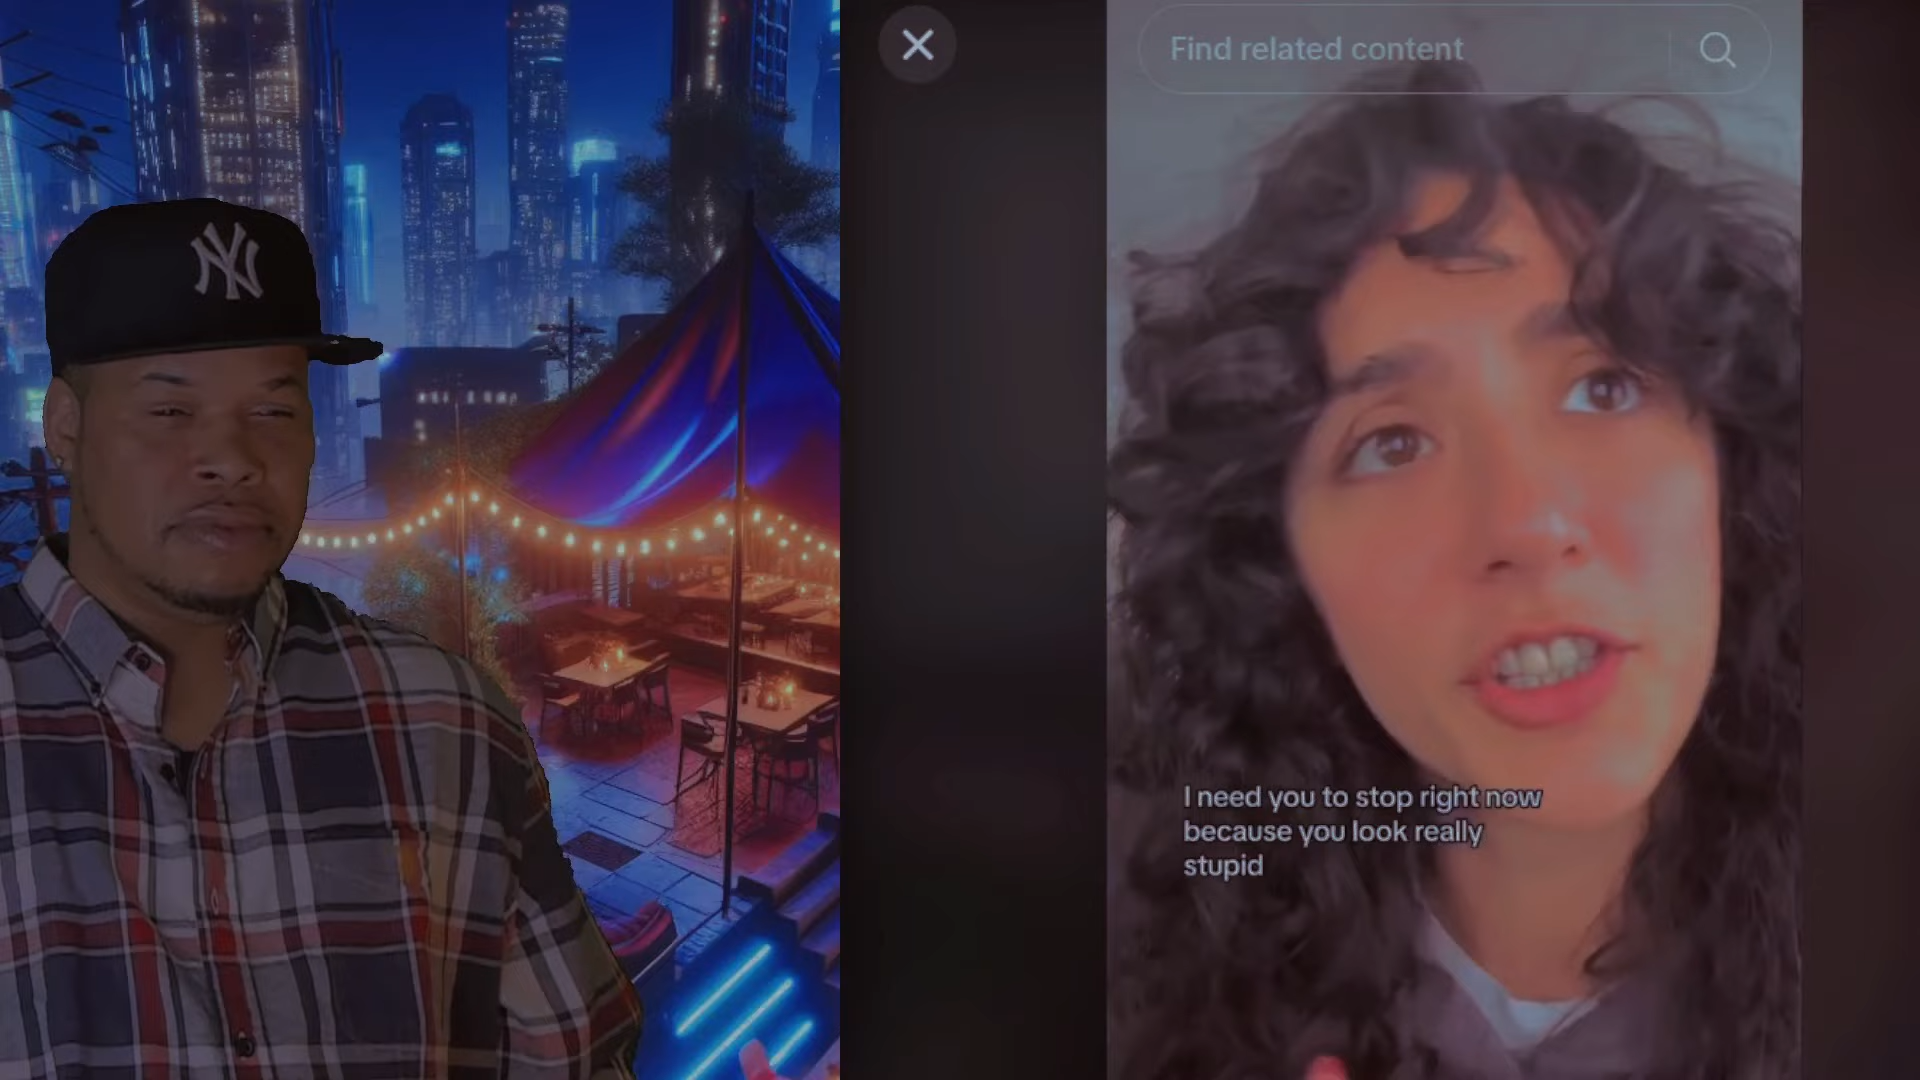 Find related content
NY
I need you to stop right now
because you look really
stupid